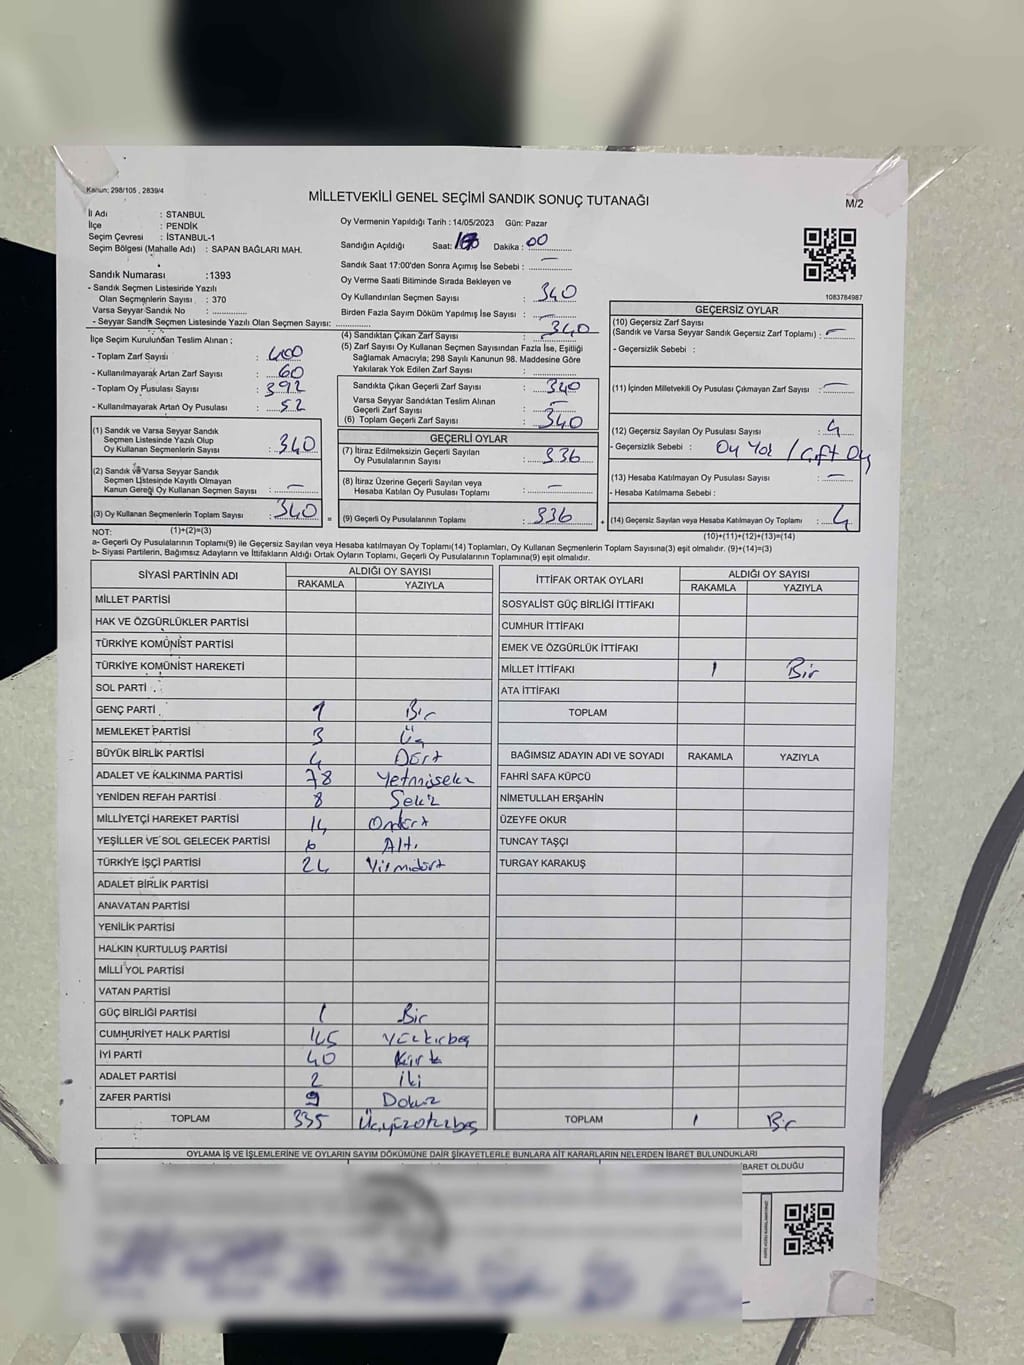 Kanun; 298/105 , 2839/4
MİLLETVEKİLİ GENEL SEÇİMİ SANDIK SONUÇ TUTANAĞI
M/2
İl Adı : STANBUL
İlçe : PENDİK
Seçim Çevresi : İSTANBUL-1
Seçim Bölgesi (Mahalle Adı) : SAPAN BAĞLARI MAH.
Sandık Numarası :1393
- Sandık Seçmen Listesinde Yazılı
Olan Seçmenlerin Sayısı : 370
Varsa Seyyar Sandık No : ..............
- Seyyar Sandık Seçmen Listesinde Yazılı Olan Seçmen Sayısı: ..............
İlçe Seçim Kurulundan Teslim Alınan ;
- Toplam Zarf Sayısı : 400
- Kullanılmayarak Artan Zarf Sayısı : 60
- Toplam Oy Pusulası Sayısı : 392
- Kullanılmayarak Artan Oy Pusulası : 52
(1) Sandık ve Varsa Seyyar Sandık
Seçmen Listesinde Yazılı Olup
Oy Kullanan Seçmenlerin Sayısı : 340
(2) Sandık ve Varsa Seyyar Sandık
Seçmen Listesinde Kayıtlı Olmayan
Kanun Gereği Oy Kullanan Seçmen Sayısı : —
(3) Oy Kullanan Seçmenlerin Toplam Sayısı : 340
(1)+(2)=(3)
Oy Vermenin Yapıldığı Tarih : 14/05/2023 Gün: Pazar
Sandığın Açıldığı Saat: Dakika : 00
Sandık Saat 17:00'den Sonra Açımış İse Sebebi : —
Oy Verme Saati Bitiminde Sırada Bekleyen ve
Oy Kullandırılan Seçmen Sayısı : 340
Birden Fazla Sayım Döküm Yapılmış İse Sayısı : —
(4) Sandıktan Çıkan Zarf Sayısı : 340
(5) Zarf Sayısı Oy Kullanan Seçmen Sayısından Fazla İse, Eşitliği
Sağlamak Amacıyla; 298 Sayılı Kanunun 98. Maddesine Göre
Yakılarak Yok Edilen Zarf Sayısı : ..............
Sandıkta Çıkan Geçerli Zarf Sayısı : 340
Varsa Seyyar Sandıktan Teslim Alınan
Geçerli Zarf Sayısı : —
(6) Toplam Geçerli Zarf Sayısı : 340
GEÇERLİ OYLAR
(7) İtiraz Edilmeksizin Geçerli Sayılan
Oy Pusulalarının Sayısı : 336
(8) İtiraz Üzerine Geçerli Sayılan veya
Hesaba Katılan Oy Pusulası Toplamı : —
= (9) Geçerli Oy Pusulalarının Toplamı : 336
1083784987
GEÇERSİZ OYLAR
(10) Geçersiz Zarf Sayısı
(Sandık ve Varsa Seyyar Sandık Geçersiz Zarf Toplamı) : —
- Geçersizlik Sebebi :
(11) İçinden Milletvekili Oy Pusulası Çıkmayan Zarf Sayısı : —
(12) Geçersiz Sayılan Oy Pusulası Sayısı : 4
- Geçersizlik Sebebi : Oy Yok / Çift Oy
(13) Hesaba Katılmayan Oy Pusulası Sayısı : —
- Hesaba Katılmama Sebebi :
+ (14) Geçersiz Sayılan veya Hesaba Katılmayan Oy Toplamı : 4
(10)+(11)+(12)+(13)=(14)
NOT:
a- Geçerli Oy Pusulalarının Toplamı(9) ile Geçersiz Sayılan veya Hesaba katılmayan Oy Toplamı(14) Toplamları, Oy Kullanan Seçmenlerin Toplam Sayısına(3) eşit olmalıdır. (9)+(14)=(3)
b- Siyasi Partilerin, Bağımsız Adayların ve İttifakların Aldığı Ortak Oyların Toplamı, Geçerli Oy Pusulalarının Toplamına(9) eşit olmalıdır.
SİYASİ PARTİNİN ADI ALDIĞI OY SAYISI
RAKAMLA YAZIYLA
MİLLET PARTİSİ
HAK VE ÖZGÜRLÜKLER PARTİSİ
TÜRKİYE KOMÜNİST PARTİSİ
TÜRKİYE KOMÜNİST HAREKETİ
SOL PARTİ
GENÇ PARTİ 1 Bir
MEMLEKET PARTİSİ 3 Üç
BÜYÜK BİRLİK PARTİSİ 4 Dört
ADALET VE KALKINMA PARTİSİ 78 Yetmişsekiz
YENİDEN REFAH PARTİSİ 8 Sekiz
MİLLİYETÇİ HAREKET PARTİSİ 14 Ondört
YEŞİLLER VE SOL GELECEK PARTİSİ 6 Altı
TÜRKİYE İŞÇİ PARTİSİ 24 Yirmidört
ADALET BİRLİK PARTİSİ
ANAVATAN PARTİSİ
YENİLİK PARTİSİ
HALKIN KURTULUŞ PARTİSİ
MİLLİ YOL PARTİSİ
VATAN PARTİSİ
GÜÇ BİRLİĞİ PARTİSİ 1 Bir
CUMHURİYET HALK PARTİSİ 145 Yüzkırkbeş
İYİ PARTİ 40 Kırk
ADALET PARTİSİ 2 İki
ZAFER PARTİSİ 9 Dokuz
TOPLAM 335 Üçyüzotuzbeş
İTTİFAK ORTAK OYLARI ALDIĞI OY SAYISI
RAKAMLA YAZIYLA
SOSYALİST GÜÇ BİRLİĞİ İTTİFAKI
CUMHUR İTTİFAKI
EMEK VE ÖZGÜRLÜK İTTİFAKI
MİLLET İTTİFAKI 1 Bir
ATA İTTİFAKI
TOPLAM
BAĞIMSIZ ADAYIN ADI VE SOYADI RAKAMLA YAZIYLA
FAHRİ SAFA KÜPCÜ
NİMETULLAH ERŞAHİN
ÜZEYFE OKUR
TUNCAY TAŞÇI
TURGAY KARAKUŞ
TOPLAM 1 Bir
OYLAMA İŞ VE İŞLEMLERİNE VE OYLARIN SAYIM DÖKÜMÜNE DAİR ŞİKAYETLERLE BUNLARA AİT KARARLARIN NELERDEN İBARET BULUNDUKLARI
BARET OLDUĞU